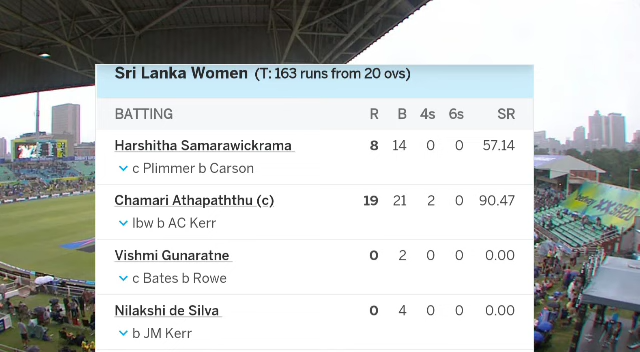 Sri Lanka Women (T: 163 runs from 20 ovs)
BATTING R B 4s 6s SR
Harshitha Samarawickrama 8 14 0 0 57.14
c Plimmer b Carson
Chamari Athapaththu (c) 19 21 2 0 90.47
lbw b AC Kerr
Vishmi Gunaratne 0 2 0 0 0.00
c Bates b Rowe
Nilakshi de Silva 0 4 0 0 0.00
b JM Kerr